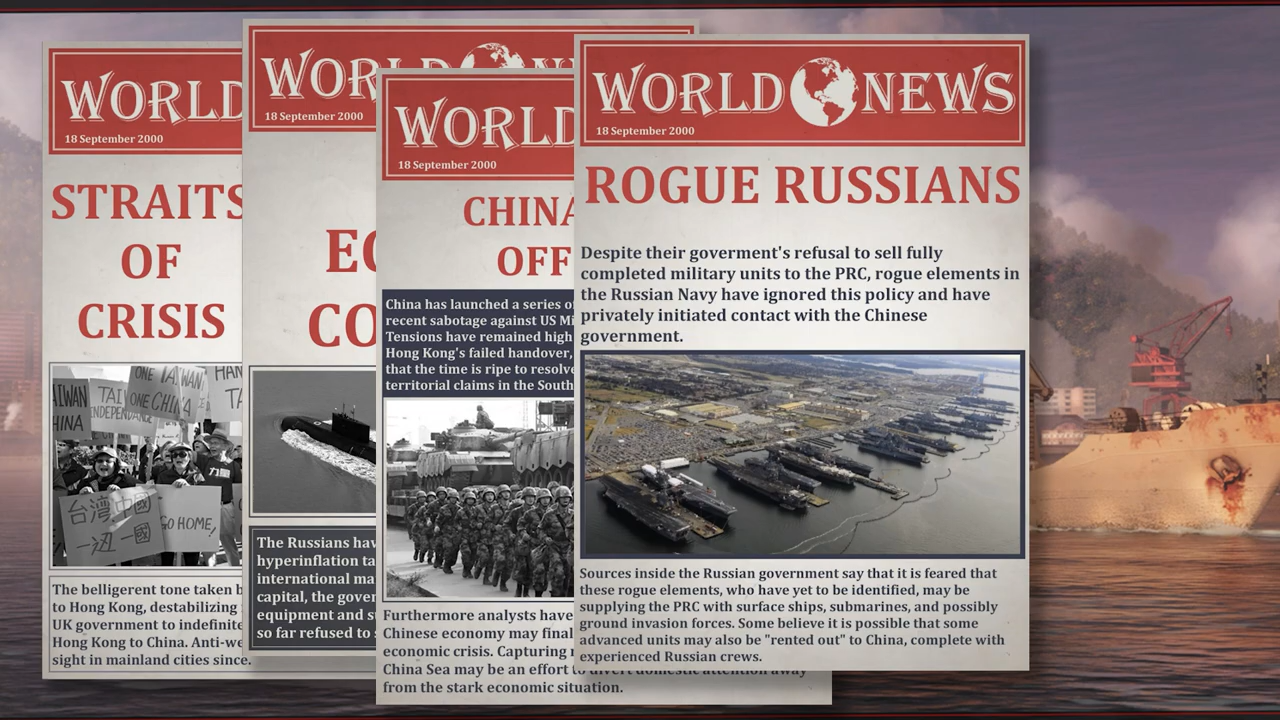 WORLD
18 September 2000
STRAITS
OF
CRISIS
ONE TAIWAN
ONE CHINA
INDEPENDENCE
台湾中國
GO HOME!
The belligerent tone taken b
to Hong Kong, destabilizing
UK government to indefinite
Hong Kong to China. Anti-we
sight in mainland cities since.
WOR
18 September 2000
EC
CO
The Russians hav
hyperinflation ta
international ma
capital, the gover
equipment and s
so far refused to s
WORLD
18 September 2000
CHINA
OFF
China has launched a series o
recent sabotage against US Mi
Tensions have remained high
Hong Kong's failed handover,
that the time is ripe to resolve
territorial claims in the South
Furthermore analysts have
Chinese economy may final
economic crisis. Capturing
China Sea may be an effort to divert domestic attention away
from the stark economic situation.
WORLD NEWS
18 September 2000
ROGUE RUSSIANS
Despite their goverment's refusal to sell fully
completed military units to the PRC, rogue elements in
the Russian Navy have ignored this policy and have
privately initiated contact with the Chinese
government.
Sources inside the Russian government say that it is feared that
these rogue elements, who have yet to be identified, may be
supplying the PRC with surface ships, submarines, and possibly
ground invasion forces. Some believe it is possible that some
advanced units may also be "rented out" to China, complete with
experienced Russian crews.